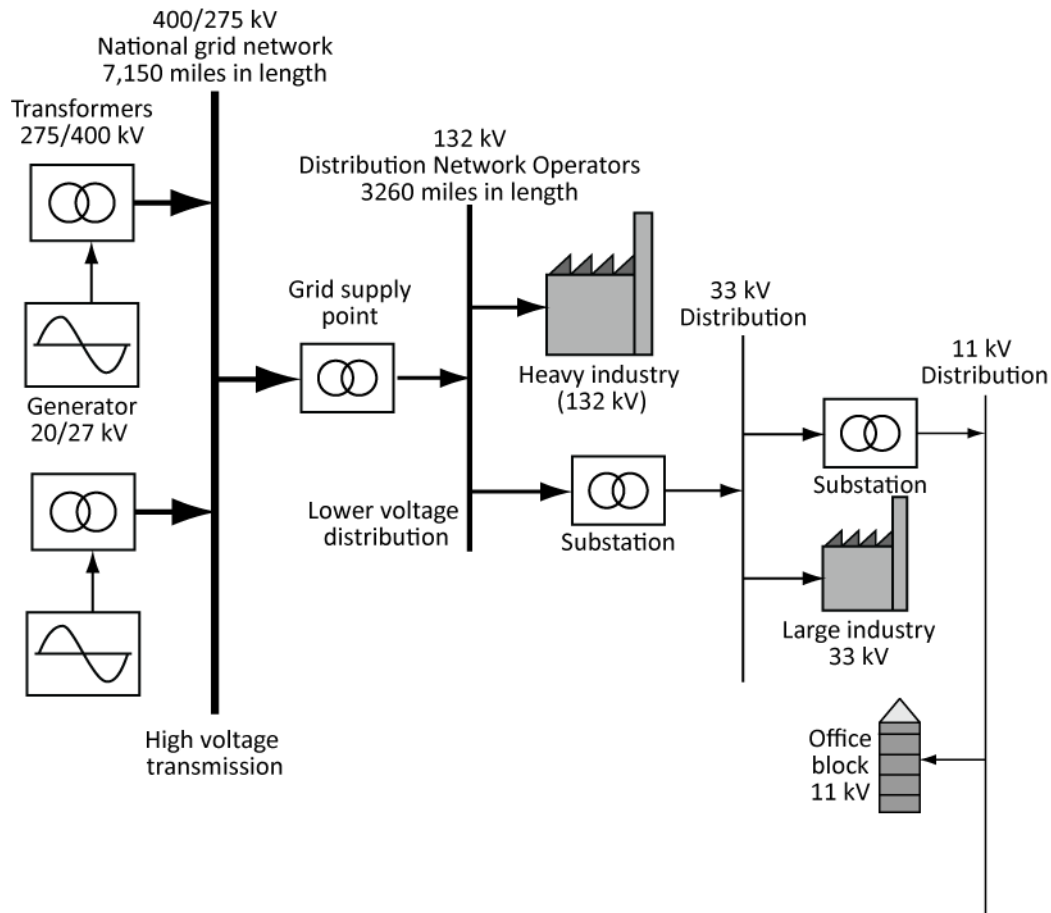 400/275 kV
National grid network
7,150 miles in length
Transformers
275/400 kV
Generator
20/27 kV
High voltage
transmission
Grid supply
point
132 kV
Distribution Network Operators
3260 miles in length
Heavy industry
(132 kV)
Lower voltage
distribution
Substation
33 kV
Distribution
Substation
Large industry
33 kV
11 kV
Distribution
Office
block
11 kV